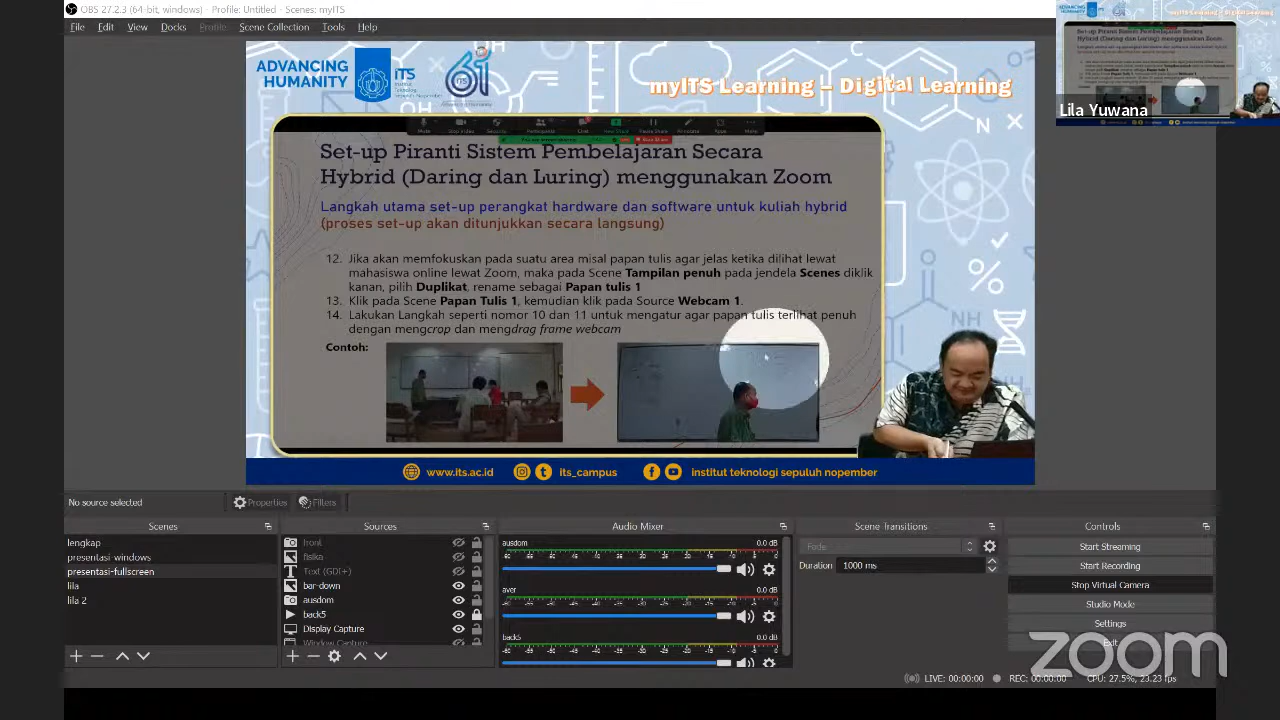 OBS 27.2.3 (64-bit, windows) - Profile: Untitled - Scenes: myITS
File Edit View Docks Profile Scene Collection Tools Help
ADVANCING
HUMANITY
ITS
Institut
Teknologi
Sepuluh Nopember
myITS Learning – Digital Learning
Set-up Piranti Sistem Pembelajaran Secara
Hybrid (Daring dan Luring) menggunakan Zoom
Langkah utama set-up perangkat hardware dan software untuk kuliah hybrid
(proses set-up akan ditunjukkan secara langsung)
12. Jika akan memfokuskan pada suatu area misal papan tulis agar jelas ketika dilihat lewat
mahasiswa online lewat Zoom, maka pada Scene Tampilan penuh pada jendela Scenes diklik
kanan, pilih Duplikat, rename sebagai Papan tulis 1
13. Klik pada Scene Papan Tulis 1, kemudian klik pada Source Webcam 1.
14. Lakukan Langkah seperti nomor 10 dan 11 untuk mengatur agar papan tulis terlihat penuh
dengan mengcrop dan mengdrag frame webcam
Contoh:
www.its.ac.id its_campus institut teknologi sepuluh nopember
Lila Yuwana
No source selected Properties Filters
Scenes
lengkap
presentasi-windows
presentasi-fullscreen
lila
lila 2
Sources
front
fisika
Text (GDI+)
bar-down
ausdom
back5
Display Capture
Window Capture
Audio Mixer
ausdom 0.0 dB
aver 0.0 dB
back5 0.0 dB
Scene Transitions
Fade
Duration 1000 ms
Controls
Start Streaming
Start Recording
Stop Virtual Camera
Studio Mode
Settings
Exit
LIVE: 00:00:00 REC: 00:00:00 CPU: 27.5%, 23.23 fps
zoom